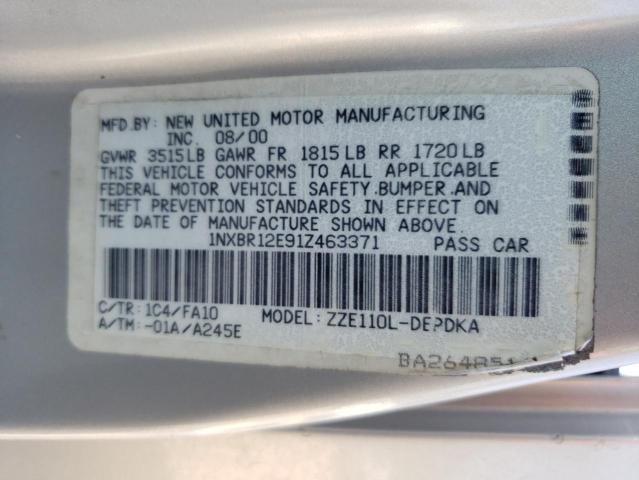 MFD.BY: NEW UNITED MOTOR MANUFACTURING
INC. 08/00
GVWR 3515LB GAWR FR 1815LB RR 1720LB
THIS VEHICLE CONFORMS TO ALL APPLICABLE
FEDERAL MOTOR VEHICLE SAFETY.BUMPER,AND
THEFT PREVENTION STANDARDS IN EFFECT ON
THE DATE OF MANUFACTURE SHOWN ABOVE.
1NXBR12E91Z463371 PASS CAR
C/TR: 1C4/FA10 MODEL: ZZE110L-DEPDKA
A/TM: -01A/A245E